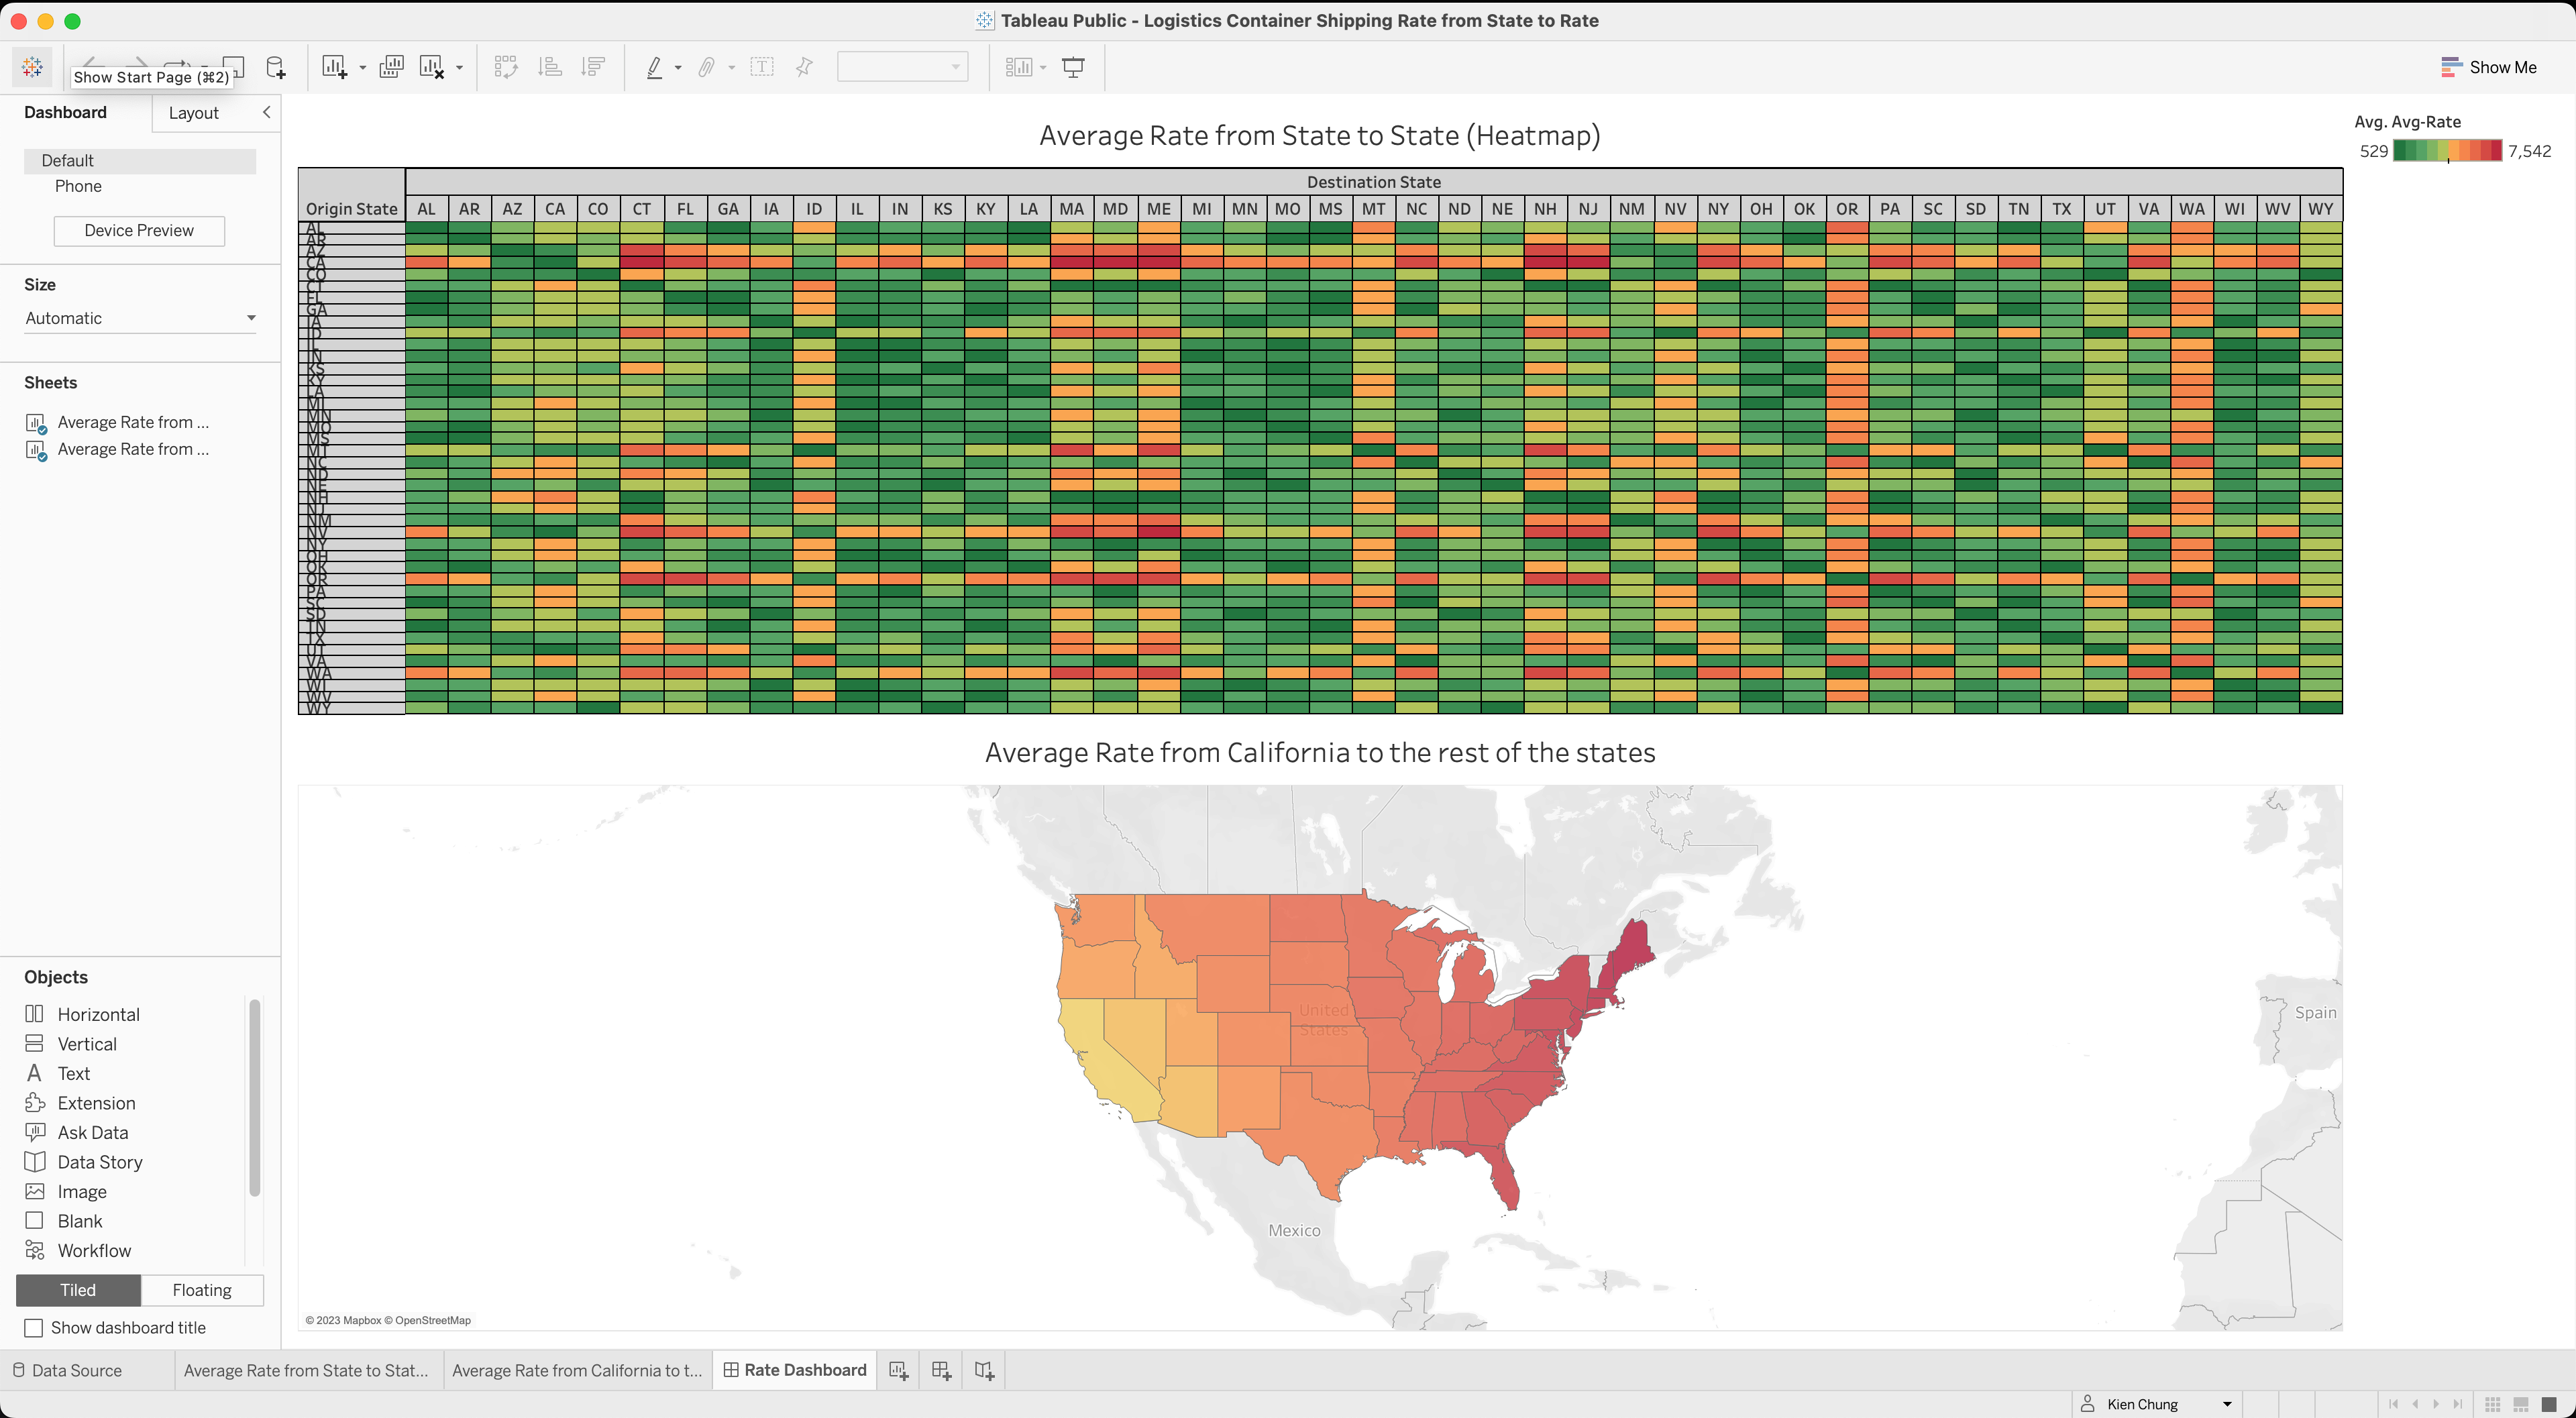 Tableau Public - Logistics Container Shipping Rate from State to Rate
Show Start Page (⌘2)
Show Me
Dashboard
Layout
Default
Phone
Device Preview
Size
Automatic
Sheets
Average Rate from ...
Average Rate from ...
Objects
Horizontal
Vertical
Text
Extension
Ask Data
Data Story
Image
Blank
Workflow
Tiled
Floating
Show dashboard title
Average Rate from State to State (Heatmap)
Avg. Avg-Rate
529 7,542
Destination State
Origin State AL AR AZ CA CO CT FL GA IA ID IL IN KS KY LA MA MD ME MI MN MO MS MT NC ND NE NH NJ NM NV NY OH OK OR PA SC SD TN TX UT VA WA WI WV WY
AL
AR
AZ
CA
CO
CT
FL
GA
IA
ID
IL
IN
KS
KY
LA
MI
MN
MO
MS
MT
NC
ND
NE
NH
NJ
NM
NV
NY
OH
OK
OR
PA
SC
SD
TN
TX
UT
VA
WA
WI
WV
WY
Average Rate from California to the rest of the states
United
States
Mexico
Spain
© 2023 Mapbox © OpenStreetMap
Data Source
Average Rate from State to Stat...
Average Rate from California to t...
Rate Dashboard
Kien Chung